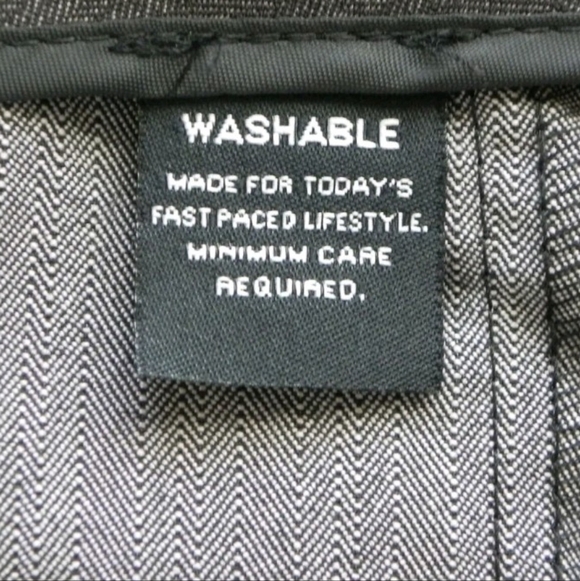 WASHABLE
MADE FOR TODAY'S
FAST PACED LIFESTYLE.
MINIMUM CARE
REQUIRED.